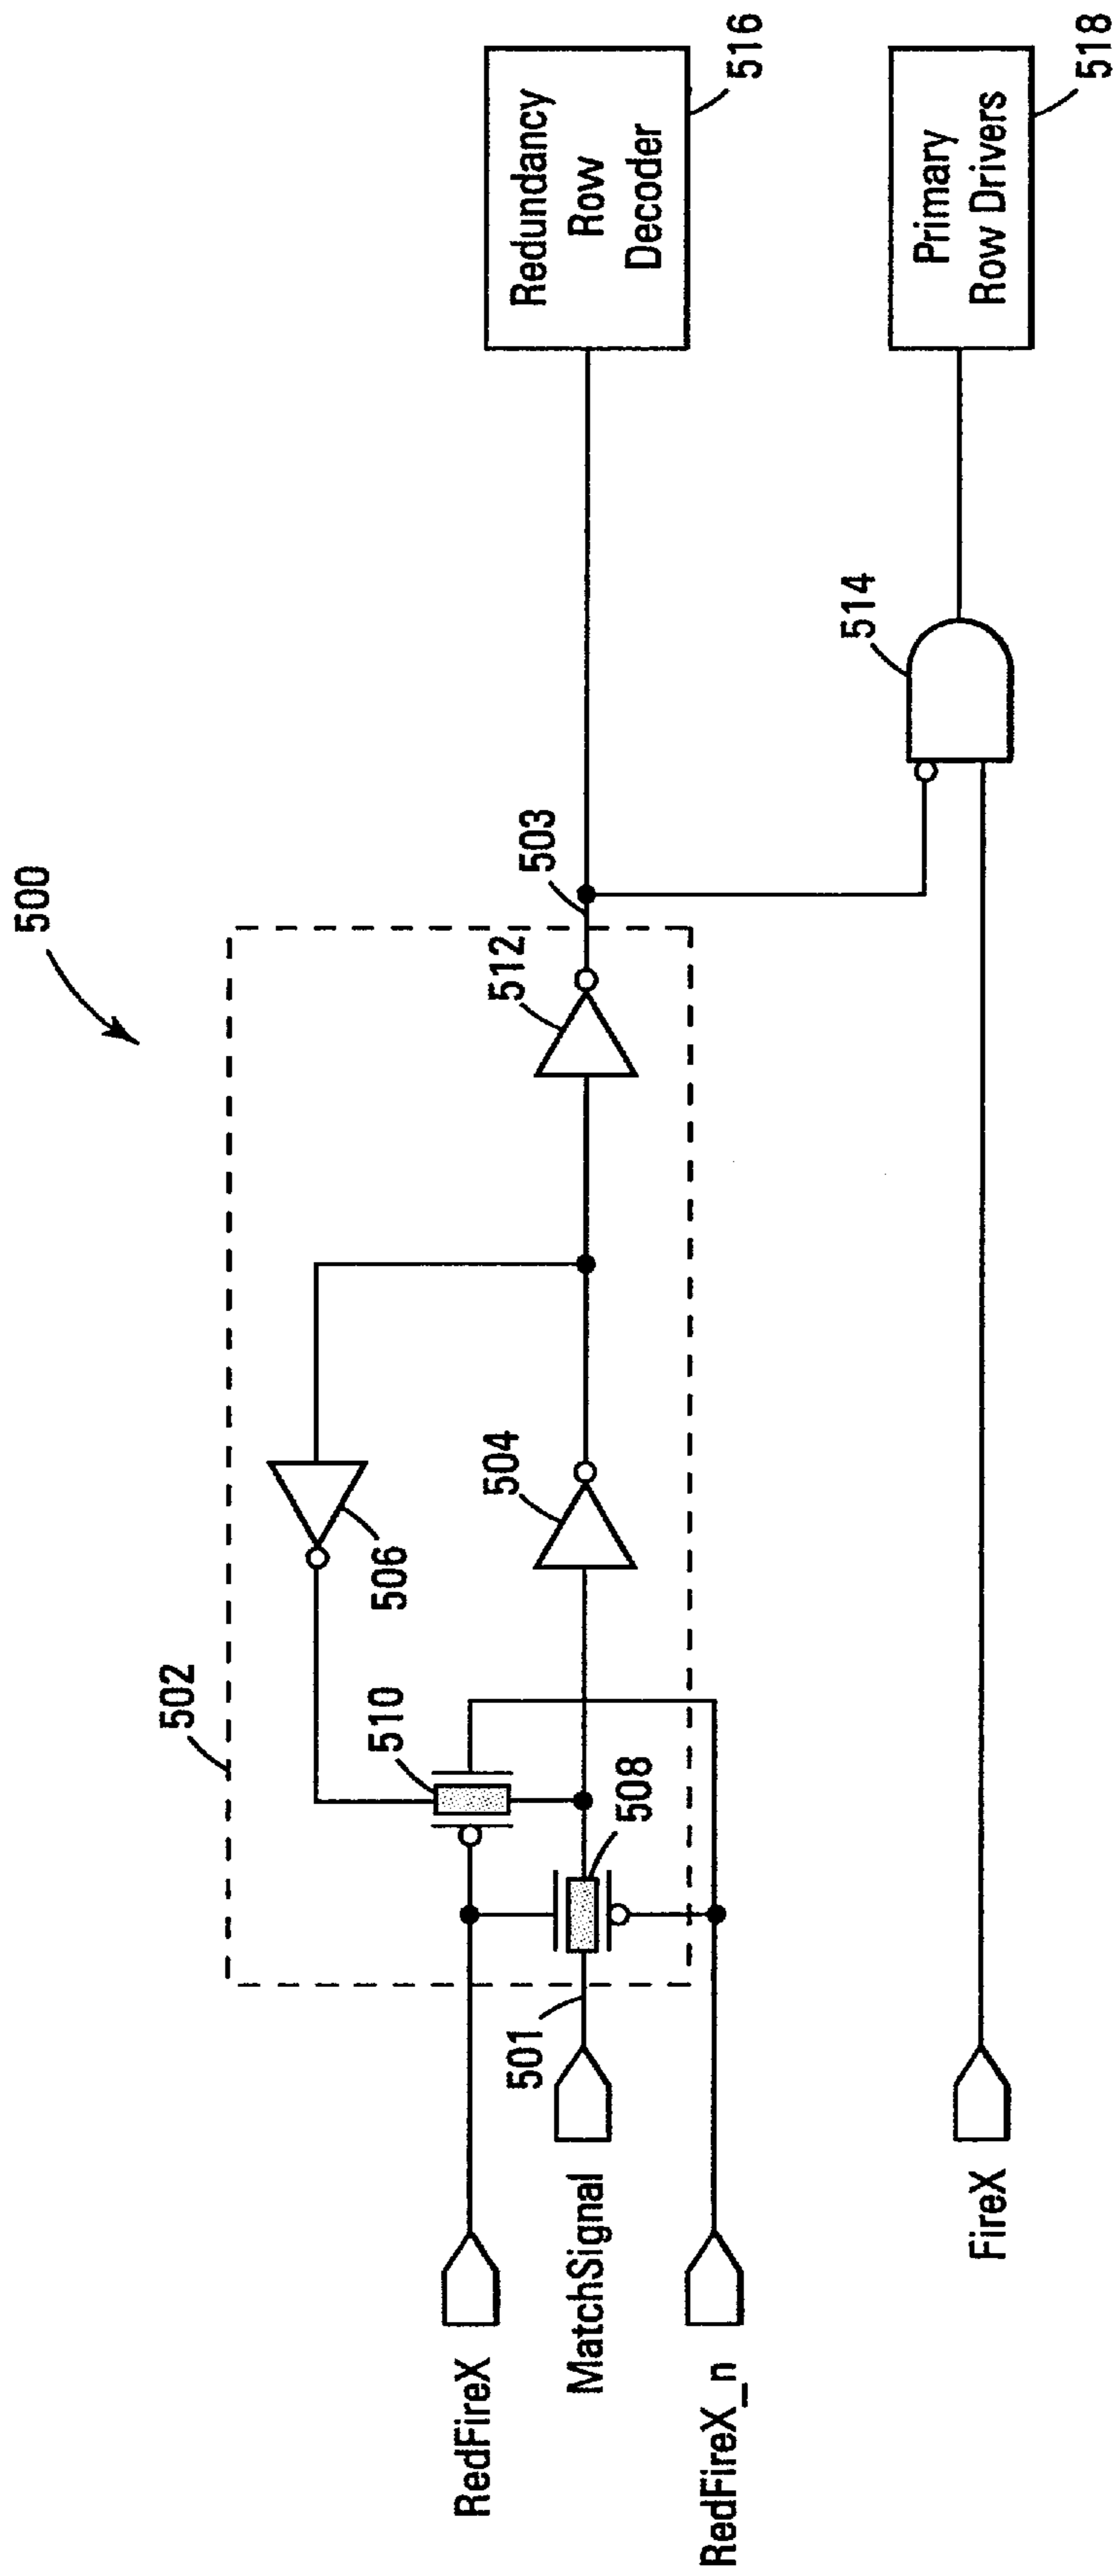 500
502
506
510
504
512
503
508
501
RedFireX
MatchSignal
RedFireX_n
FireX
514
Redundancy
Row
Decoder
516
Primary
Row Drivers
518